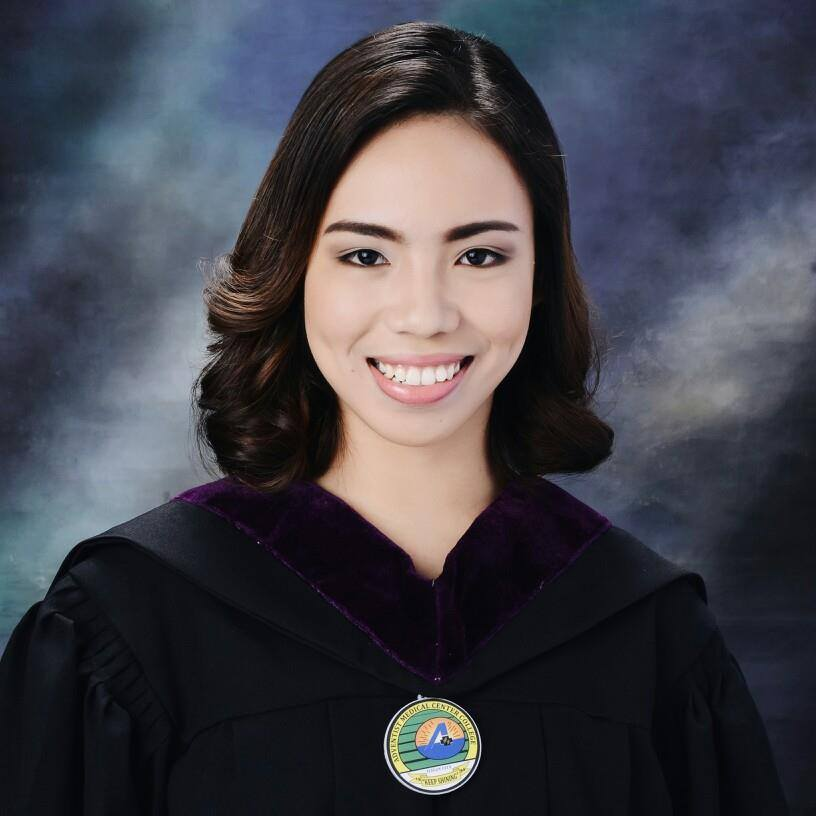 ADVENTIST MEDICAL CENTER COLLEGE
A
"KEEP SHINING"